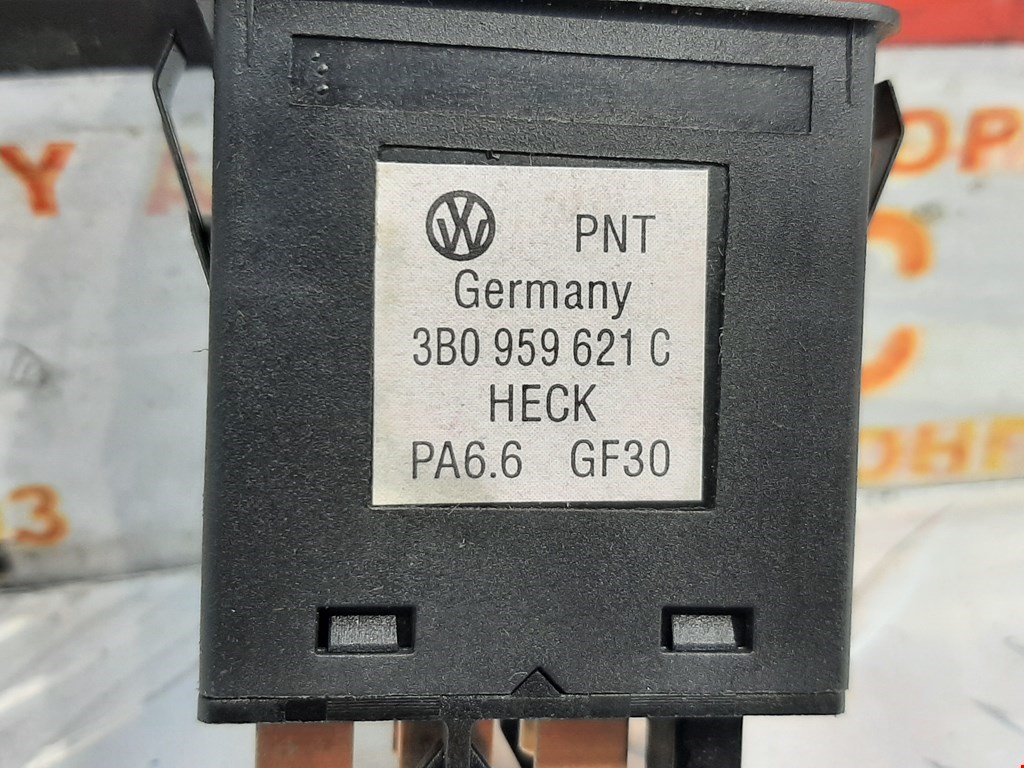 PNT
Germany
3B0 959 621 C
HECK
PA6.6 GF30